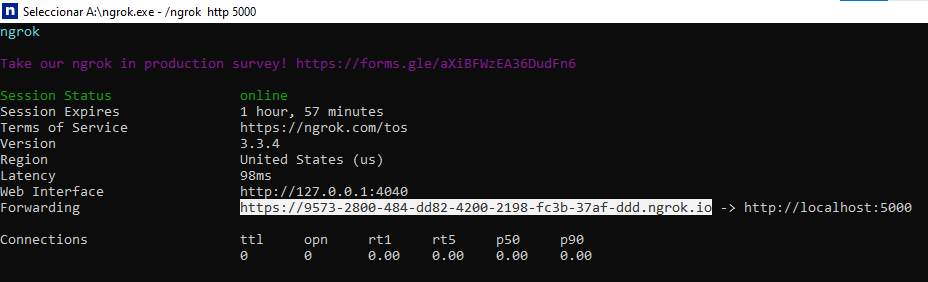 n Seleccionar A:\ngrok.exe - /ngrok http 5000
ngrok
Take our ngrok in production survey! https://forms.gle/aXiBFWzEA36DudFn6
Session Status online
Session Expires 1 hour, 57 minutes
Terms of Service https://ngrok.com/tos
Version 3.3.4
Region United States (us)
Latency 98ms
Web Interface http://127.0.0.1:4040
Forwarding https://9573-2800-484-dd82-4200-2198-fc3b-37af-ddd.ngrok.io -> http://localhost:5000
Connections ttl opn rt1 rt5 p50 p90
0 0 0.00 0.00 0.00 0.00